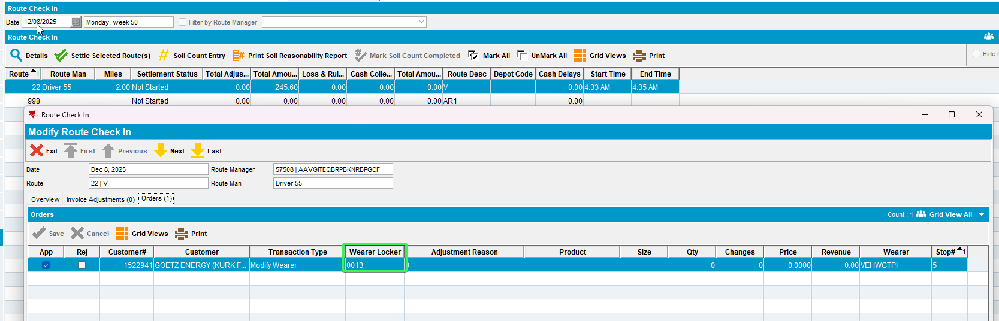 Route Check In
Date 12/08/2025 16 Monday, week 50 Filter by Route Manager
Route Check In
Details Settle Selected Route(s) Soil Count Entry Print Soil Reasonability Report Mark Soil Count Completed Mark All UnMark All Grid Views Print Hide
Route 1 Route Man Miles Settlement Status Total Adjus... Total Amou... Loss & Rui... Cash Colle... Total Amou... Route Desc Depot Code Cash Delays Start Time End Time
22 Driver 55 2.00 Not Started 0.00 245.60 0.00 0.00 0.00 V 0.00 4:33 AM 4:35 AM
998 Not Started 0.00 0.00 0.00 0.00 0.00 AR1 0.00
Route Check In
Modify Route Check In
Exit First Previous Next Last
Date Dec 8, 2025 Route Manager 57508 | AAVGITEQBRPBKNRBPGCF
Route 22 | V Route Man Driver 55
Overview Invoice Adjustments (0) Orders (1)
Orders Count : 1 Grid View All
Save Cancel Grid Views Print
App Rej Customer# Customer Transaction Type Wearer Locker Adjustment Reason Product Size Qty Changes Price Revenue Wearer Stop# 1
1522941 GOETZ ENERGY (KURK F... Modify Wearer 0013 0 0 0.0000 0.00 VEHWCTPI 5